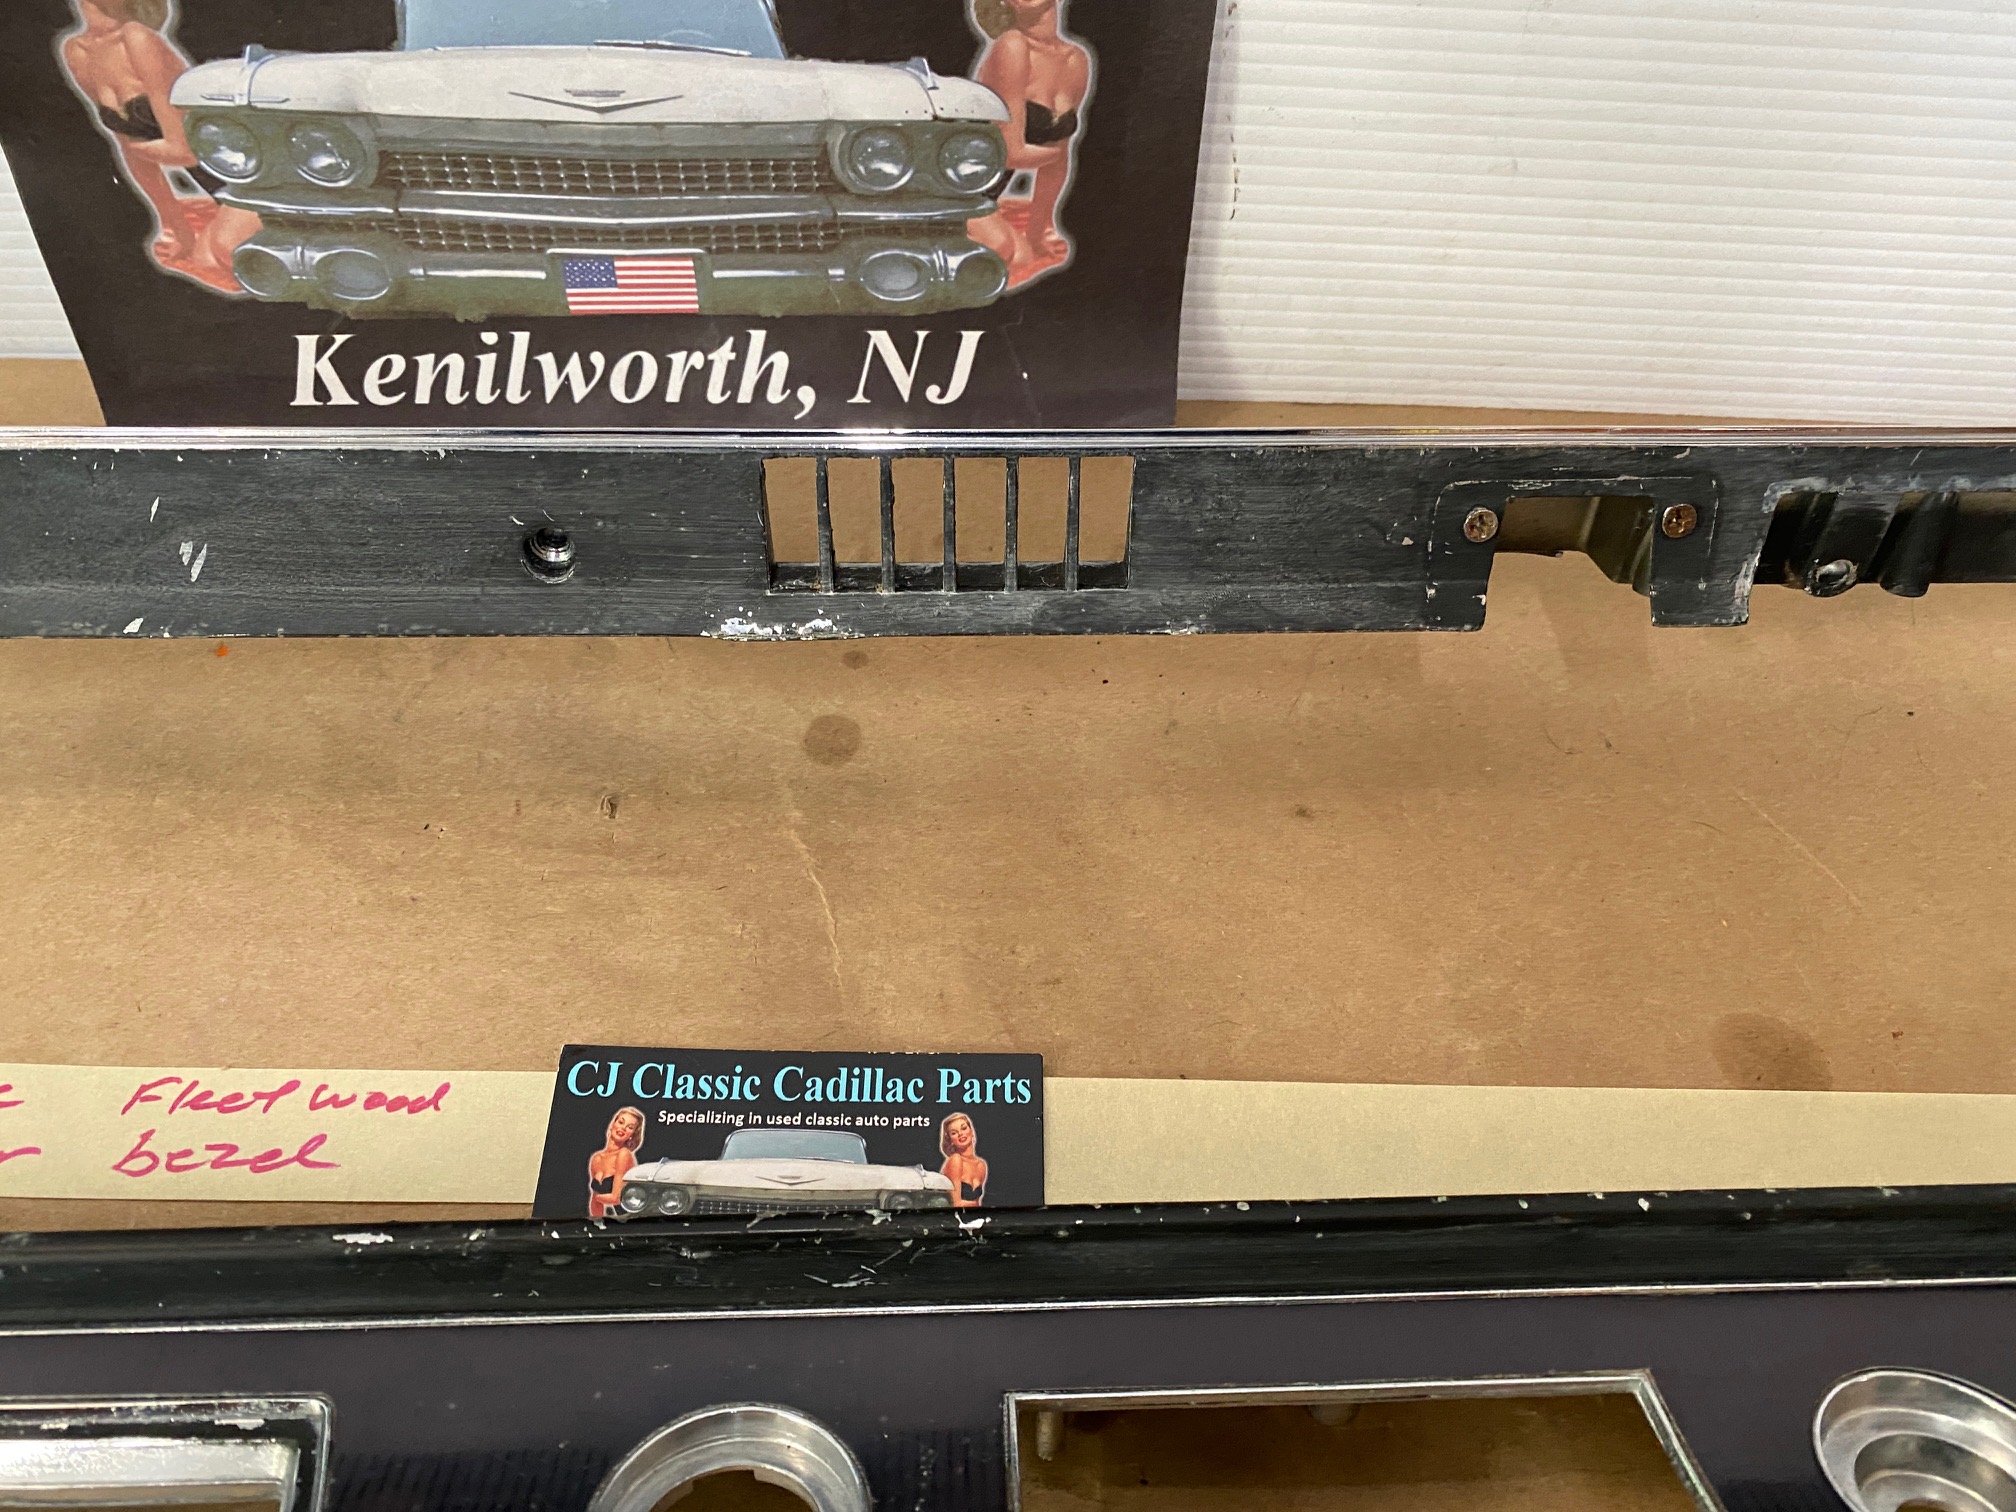 Kenilworth, NJ
Fleetwood
bezel
CJ Classic Cadillac Parts
Specializing in used classic auto parts